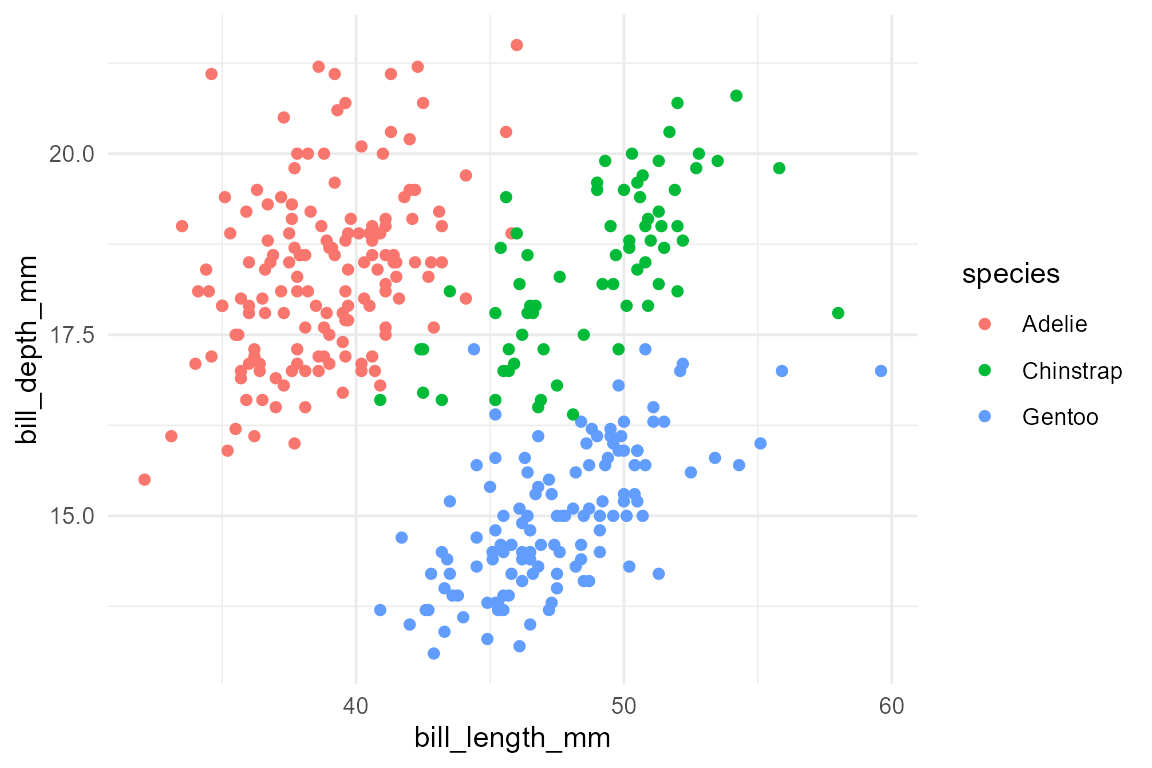 20.0
17.5
15.0
bill_depth_mm
40
50
60
bill_length_mm
species
Adelie
Chinstrap
Gentoo